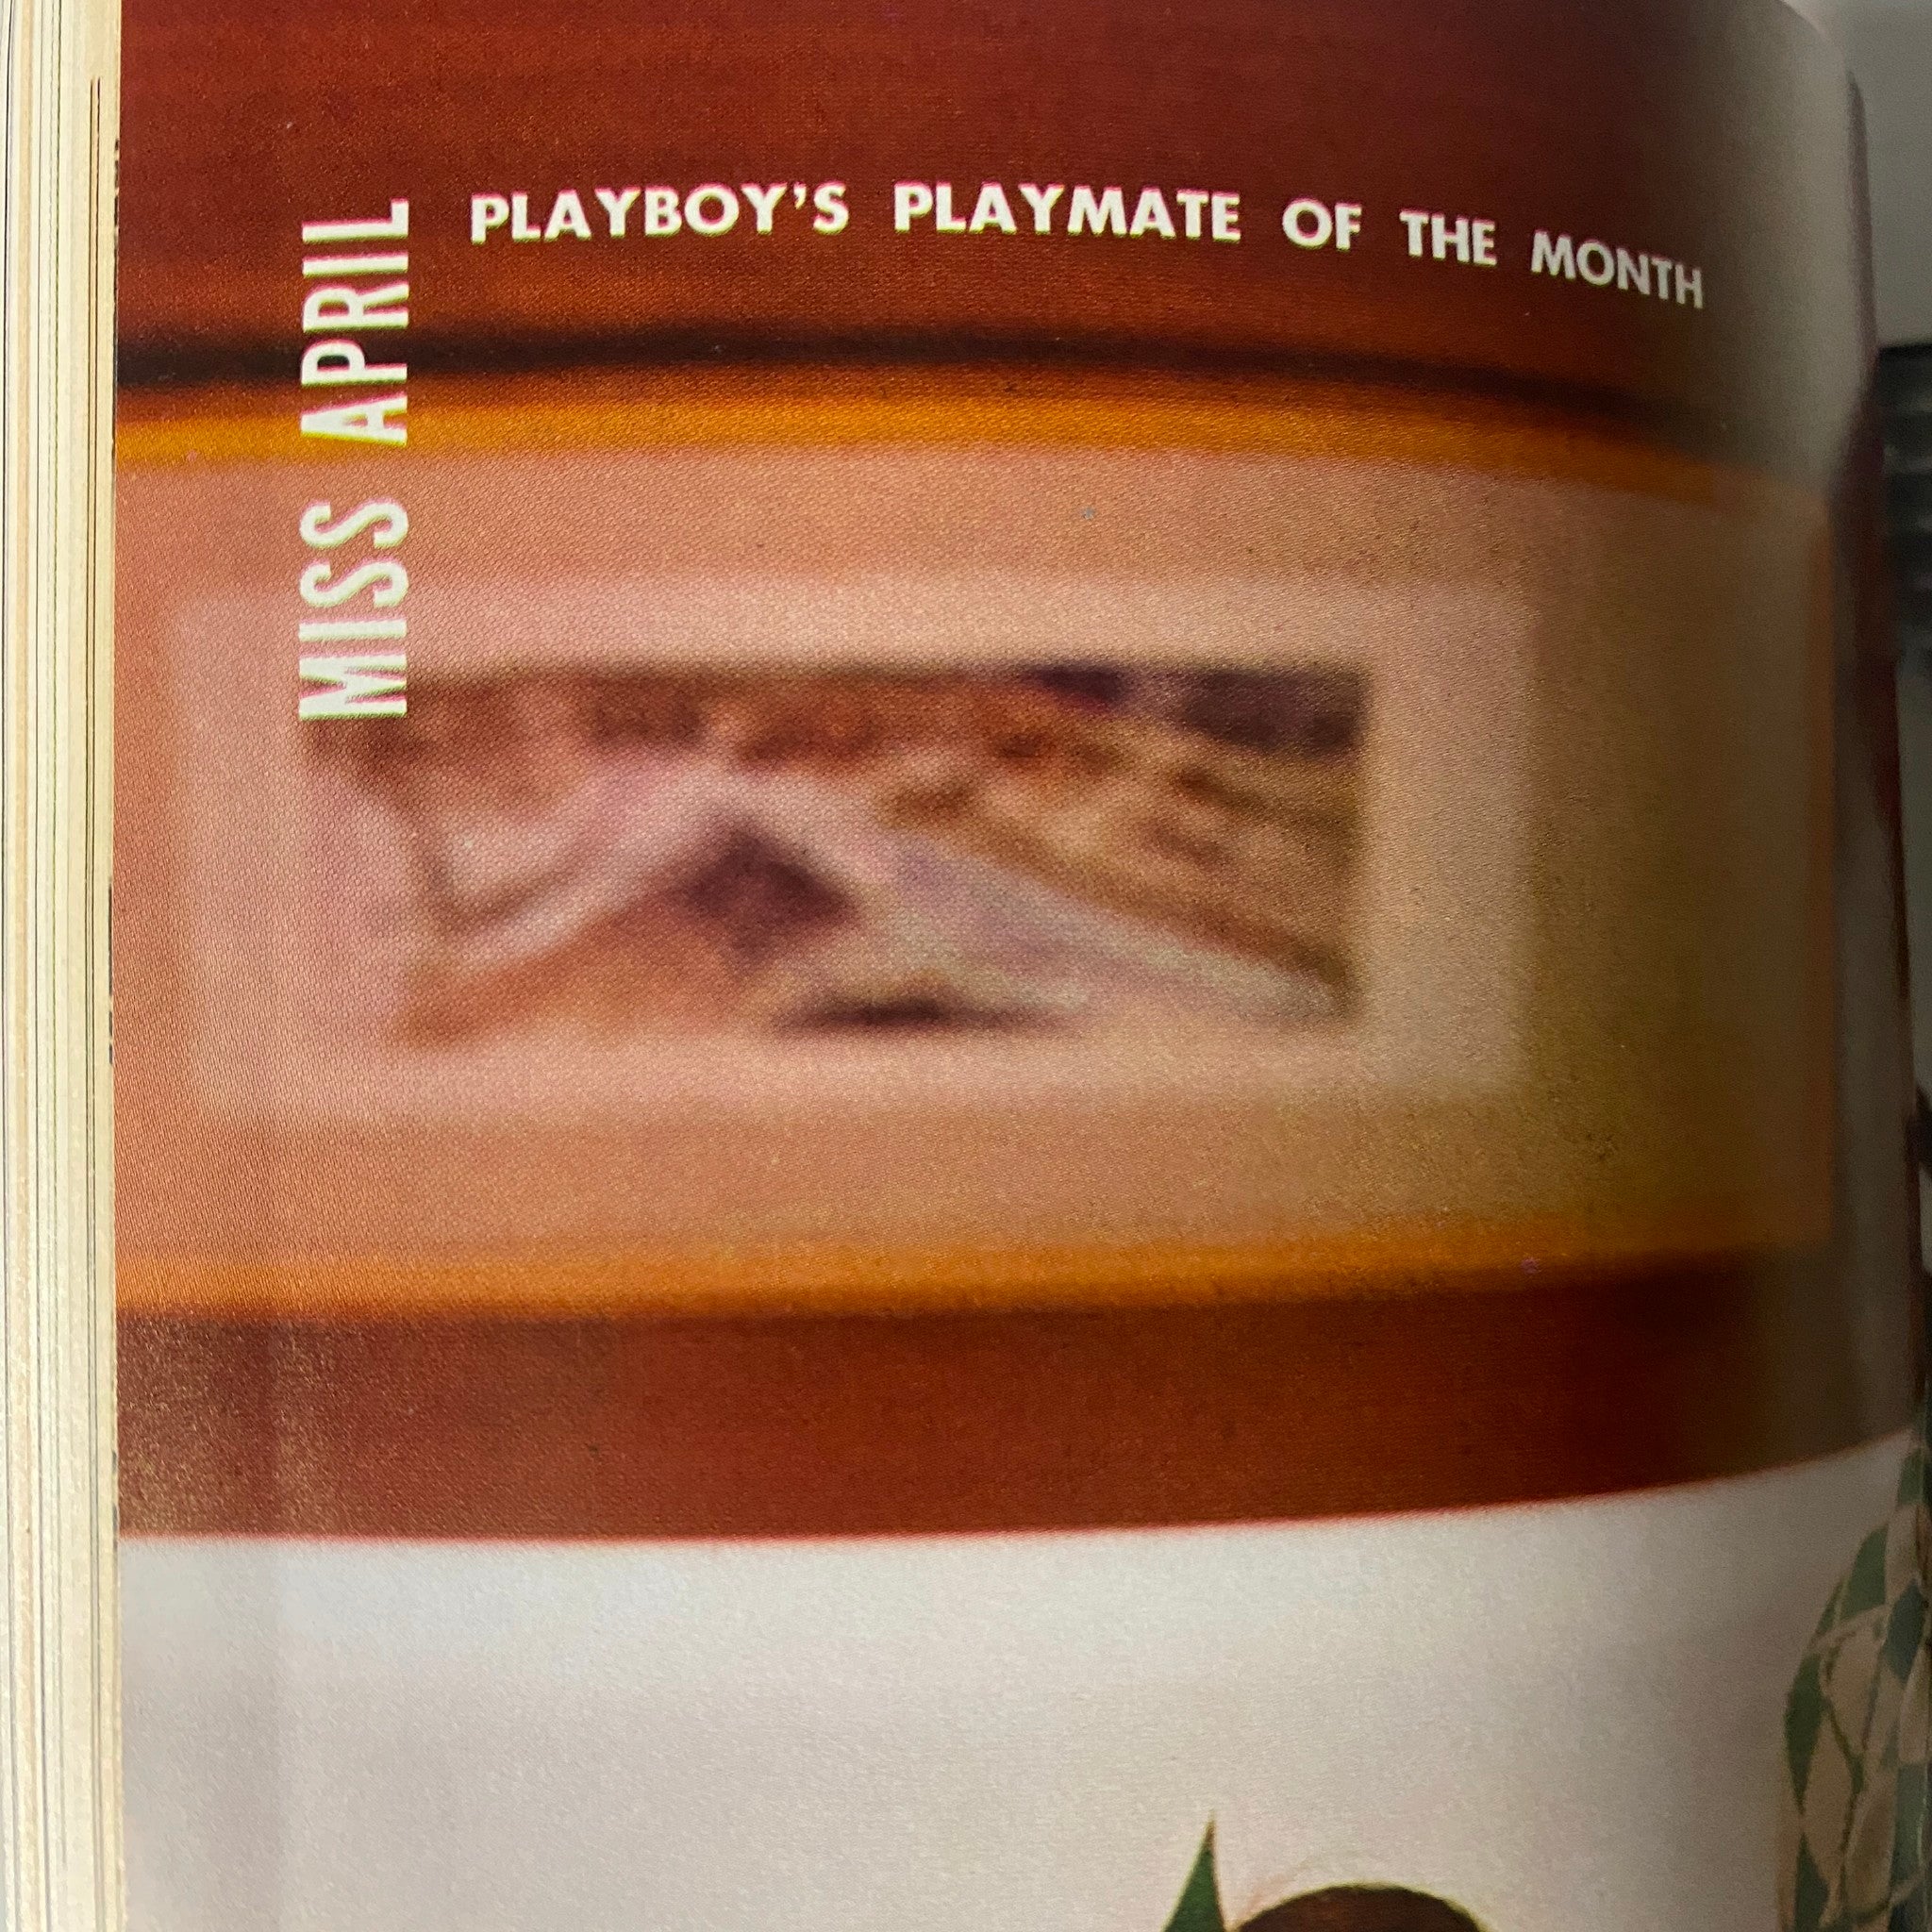 MISS APRIL
PLAYBOY'S PLAYMATE OF THE MONTH